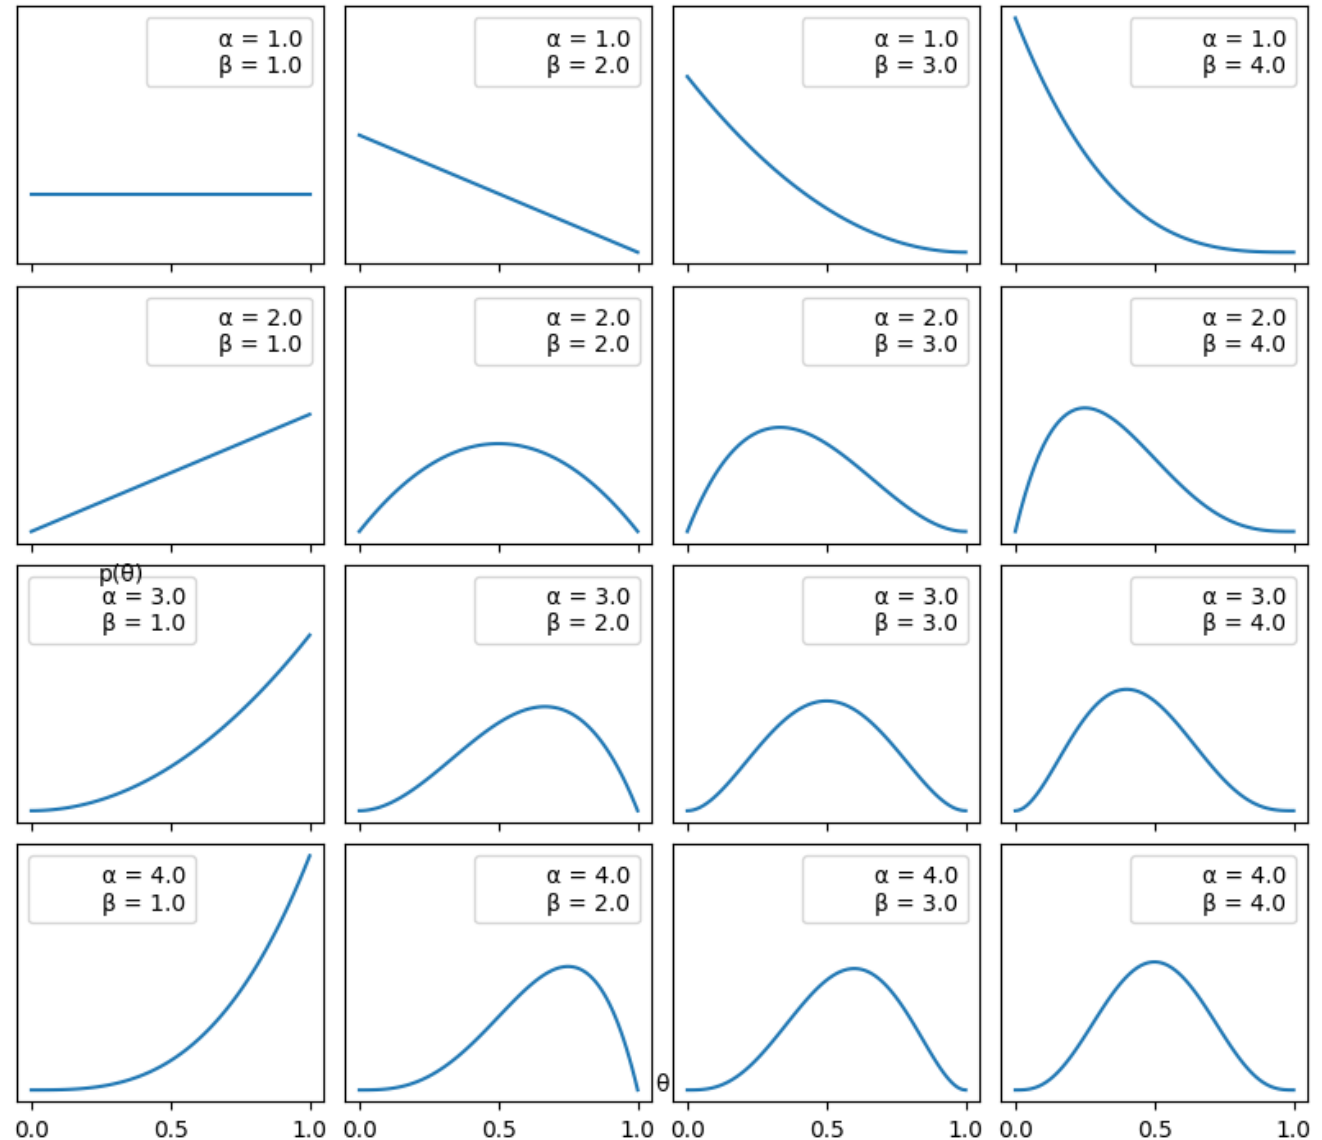 α = 1.0
β = 1.0
α = 1.0
β = 2.0
α = 1.0
β = 3.0
α = 1.0
β = 4.0
0.0 0.5 1.0 0.0 0.5 1.0 0.0 0.5 1.0 0.0 0.5 1.0
α = 2.0
β = 1.0
α = 2.0
β = 2.0
α = 2.0
β = 3.0
α = 2.0
β = 4.0
p(θ)
α = 3.0
β = 1.0
α = 3.0
β = 2.0
α = 3.0
β = 3.0
α = 3.0
β = 4.0
α = 4.0
β = 1.0
α = 4.0
β = 2.0
α = 4.0
β = 3.0
α = 4.0
β = 4.0
θ